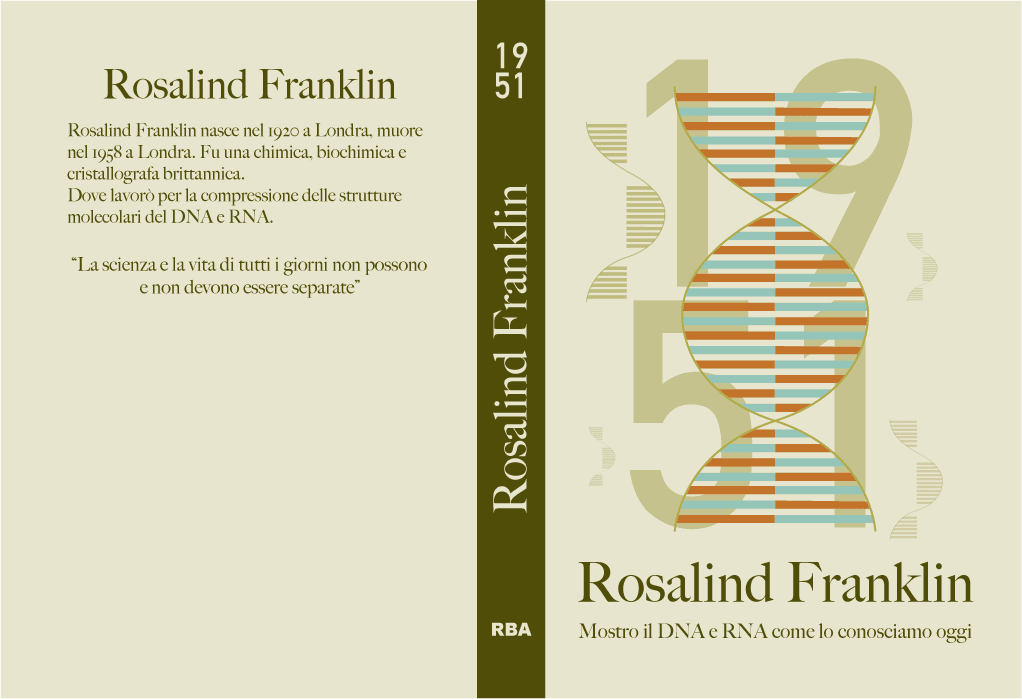 Rosalind Franklin
Rosalind Franklin nasce nel 1920 a Londra, muore
nel 1958 a Londra. Fu una chimica, biochimica e
cristallografa brittannica.
Dove lavorò per la compressione delle strutture
molecolari del DNA e RNA.
“La scienza e la vita di tutti i giorni non possono
e non devono essere separate”
19
51
Rosalind Franklin
RBA
19
51
Rosalind Franklin
Mostro il DNA e RNA come lo conosciamo oggi